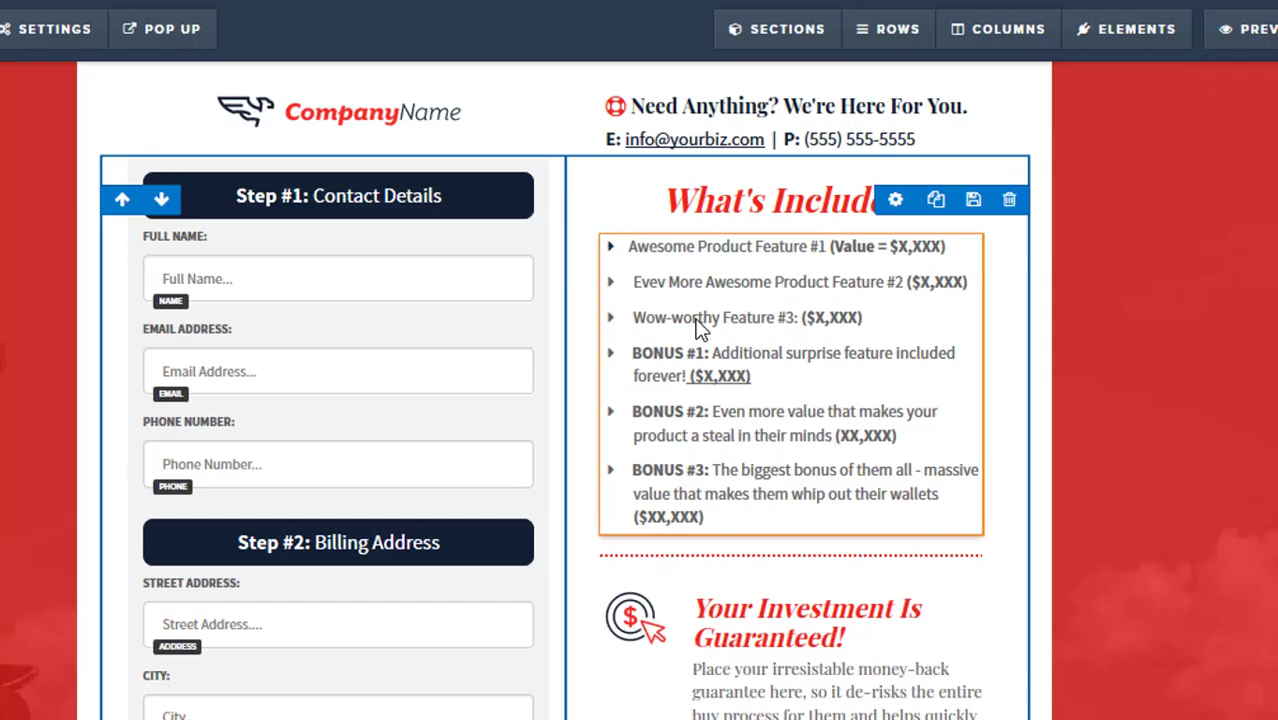 SETTINGS
POP UP
SECTIONS
ROWS
COLUMNS
ELEMENTS
PREV
CompanyName
Need Anything? We're Here For You.
E: info@yourbiz.com | P: (555) 555-5555
Step #1: Contact Details
FULL NAME:
Full Name...
NAME
EMAIL ADDRESS:
Email Address...
EMAIL
PHONE NUMBER:
Phone Number...
PHONE
Step #2: Billing Address
STREET ADDRESS:
Street Address....
ADDRESS
CITY:
City
What's Include
Awesome Product Feature #1 (Value = $X,XXX)
Evev More Awesome Product Feature #2 ($X,XXX)
Wow-worthy Feature #3: ($X,XXX)
BONUS #1: Additional surprise feature included
forever! ($X,XXX)
BONUS #2: Even more value that makes your
product a steal in their minds (XX,XXX)
BONUS #3: The biggest bonus of them all - massive
value that makes them whip out their wallets
($XX,XXX)
Your Investment Is
Guaranteed!
Place your irresistable money-back
guarantee here, so it de-risks the entire
buy process for them and helps quickly